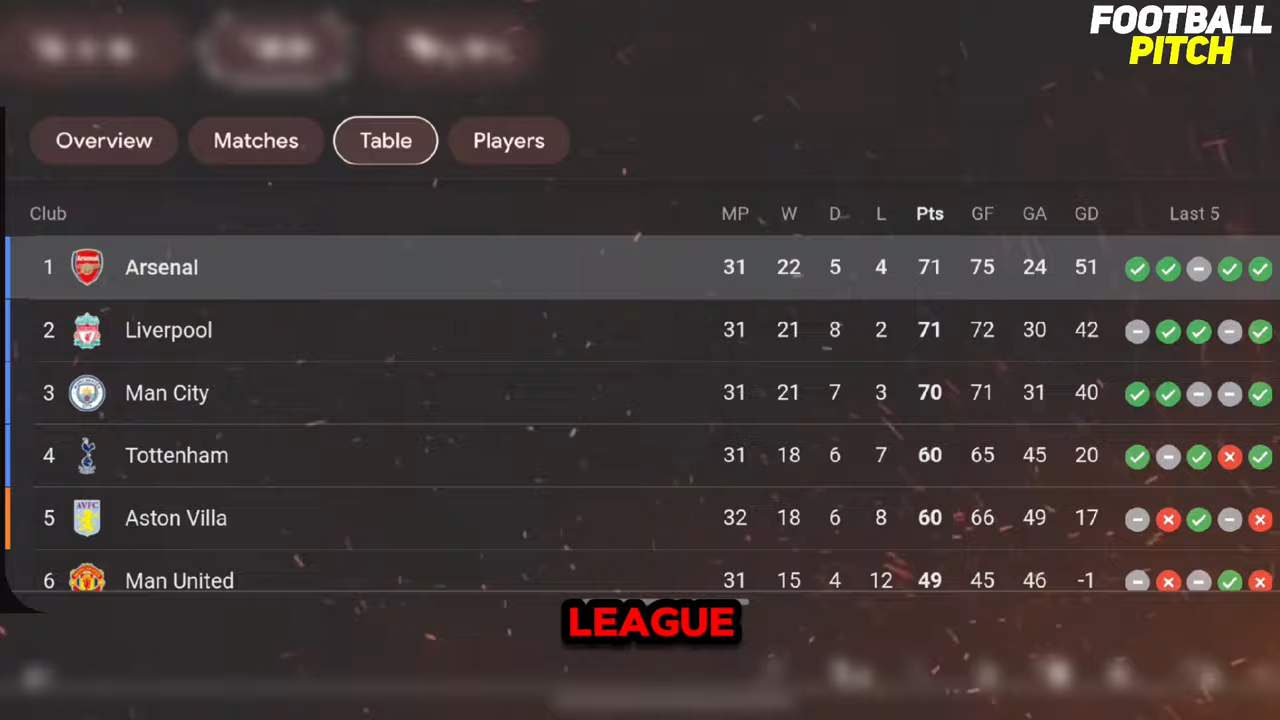 FOOTBALL
PITCH
Overview Matches Table Players
Club MP W D L Pts GF GA GD Last 5
1 Arsenal 31 22 5 4 71 75 24 51
2 Liverpool 31 21 8 2 71 72 30 42
3 Man City 31 21 7 3 70 71 31 40
4 Tottenham 31 18 6 7 60 65 45 20
5 AVFC Aston Villa 32 18 6 8 60 66 49 17
6 Man United 31 15 4 12 49 45 46 -1
LEAGUE